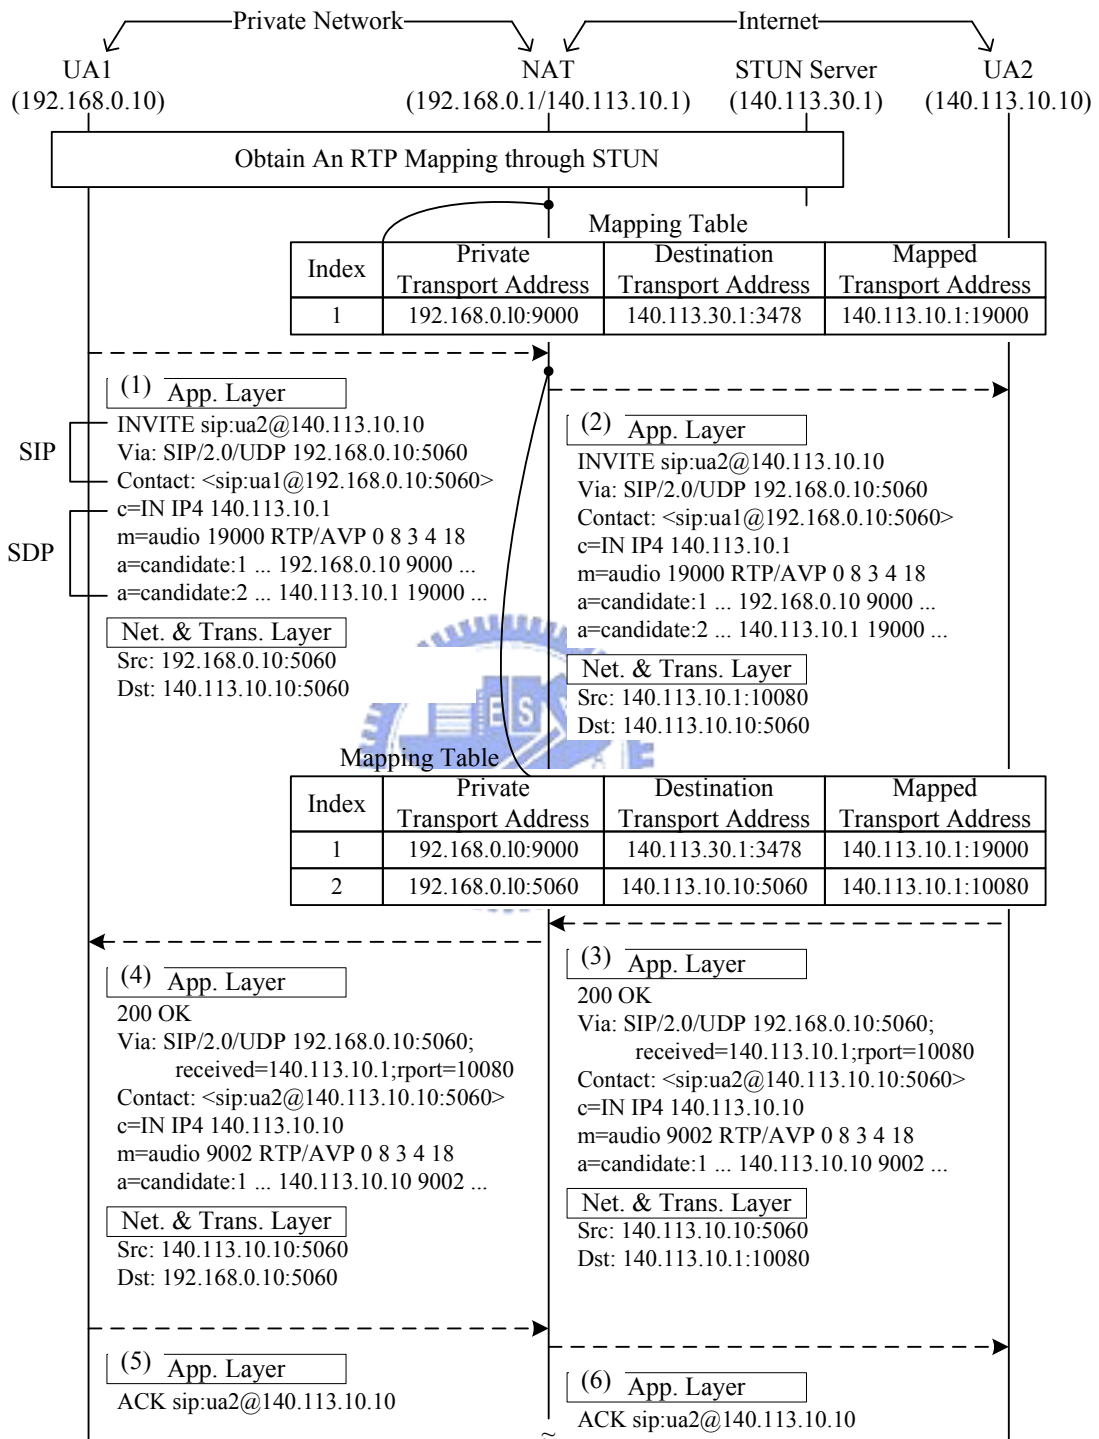 Private Network
Internet
UA1
(192.168.0.10)
NAT
(192.168.0.1/140.113.10.1)
STUN Server
(140.113.30.1)
UA2
(140.113.10.10)
Obtain An RTP Mapping through STUN
Mapping Table
Index
Private
Transport Address
Destination
Transport Address
Mapped
Transport Address
1
192.168.0.10:9000
140.113.30.1:3478
140.113.10.1:19000
(1) App. Layer
SIP
INVITE sip:ua2@140.113.10.10
Via: SIP/2.0/UDP 192.168.0.10:5060
Contact: <sip:ua1@192.168.0.10:5060>
SDP
c=IN IP4 140.113.10.1
m=audio 19000 RTP/AVP 0 8 3 4 18
a=candidate:1 ... 192.168.0.10 9000 ...
a=candidate:2 ... 140.113.10.1 19000 ...
Net. & Trans. Layer
Src: 192.168.0.10:5060
Dst: 140.113.10.10:5060
(2) App. Layer
INVITE sip:ua2@140.113.10.10
Via: SIP/2.0/UDP 192.168.0.10:5060
Contact: <sip:ua1@192.168.0.10:5060>
c=IN IP4 140.113.10.1
m=audio 19000 RTP/AVP 0 8 3 4 18
a=candidate:1 ... 192.168.0.10 9000 ...
a=candidate:2 ... 140.113.10.1 19000 ...
Net. & Trans. Layer
Src: 140.113.10.1:10080
Dst: 140.113.10.10:5060
ES
Mapping Table
Index
Private
Transport Address
Destination
Transport Address
Mapped
Transport Address
1
192.168.0.10:9000
140.113.30.1:3478
140.113.10.1:19000
2
192.168.0.10:5060
140.113.10.10:5060
140.113.10.1:10080
(3) App. Layer
200 OK
Via: SIP/2.0/UDP 192.168.0.10:5060;
received=140.113.10.1;rport=10080
Contact: <sip:ua2@140.113.10.10:5060>
c=IN IP4 140.113.10.10
m=audio 9002 RTP/AVP 0 8 3 4 18
a=candidate:1 ... 140.113.10.10 9002 ...
Net. & Trans. Layer
Src: 140.113.10.10:5060
Dst: 140.113.10.1:10080
(4) App. Layer
200 OK
Via: SIP/2.0/UDP 192.168.0.10:5060;
received=140.113.10.1;rport=10080
Contact: <sip:ua2@140.113.10.10:5060>
c=IN IP4 140.113.10.10
m=audio 9002 RTP/AVP 0 8 3 4 18
a=candidate:1 ... 140.113.10.10 9002 ...
Net. & Trans. Layer
Src: 140.113.10.10:5060
Dst: 192.168.0.10:5060
(5) App. Layer
ACK sip:ua2@140.113.10.10
(6) App. Layer
ACK sip:ua2@140.113.10.10
~